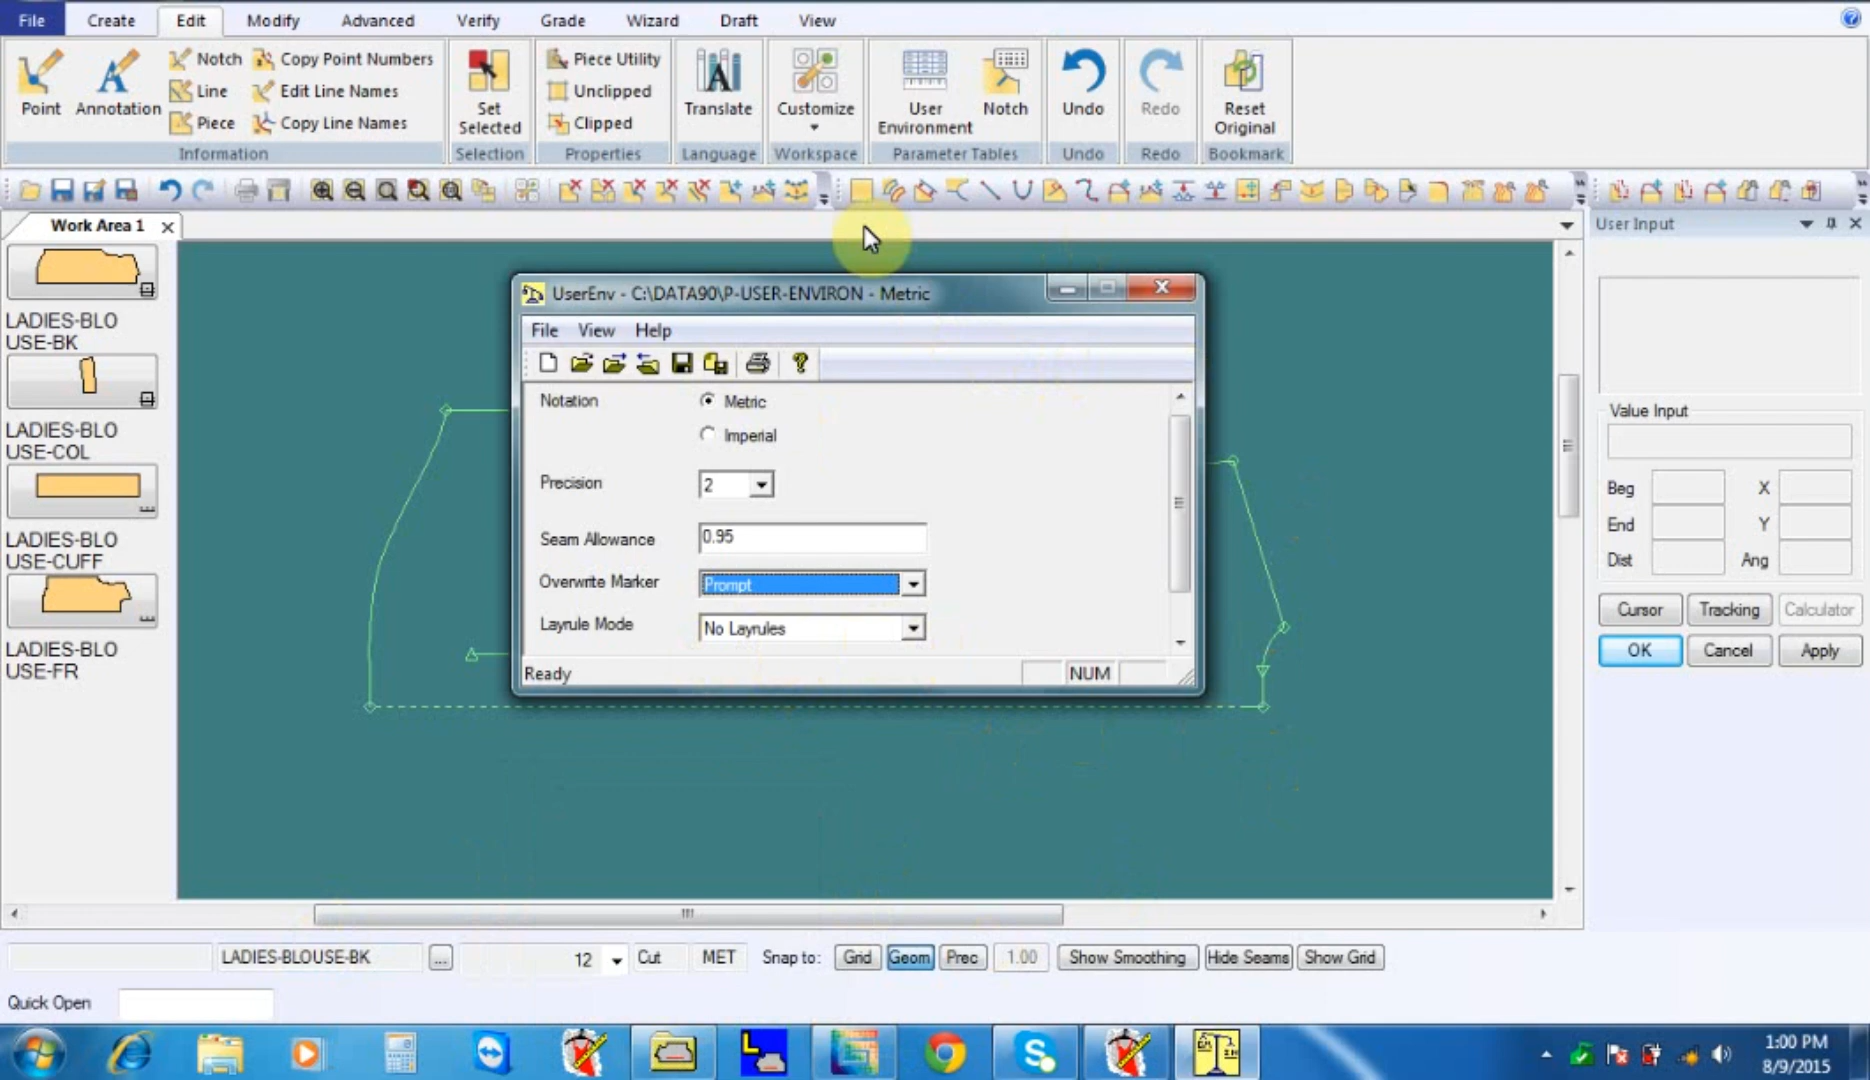 File Create Edit Modify Advanced Verify Grade Wizard Draft View
Point
Annotation
Notch
Line
Piece
Copy Point Numbers
Edit Line Names
Copy Line Names
Information
Set
Selected
Selection
Piece Utility
Unclipped
Clipped
Properties
Translate
Language
Customize
Workspace
User
Environment
Notch
Parameter Tables
Undo
Undo
Redo
Redo
Reset
Original
Bookmark
Work Area 1
LADIES-BLO
USE-BK
LADIES-BLO
USE-COL
LADIES-BLO
USE-CUFF
LADIES-BLO
USE-FR
UserEnv - C:\DATA90\P-USER-ENVIRON - Metric
File View Help
Notation Metric
Imperial
Precision 2
Seam Allowance 0.95
Overwrite Marker Prompt
Layrule Mode No Layrules
Ready NUM
User Input
Value Input
Beg X
End Y
Dist Ang
Cursor Tracking Calculator
OK Cancel Apply
LADIES-BLOUSE-BK ... 12 Cut MET Snap to: Grid Geom Prec 1.00 Show Smoothing Hide Seams Show Grid
Quick Open
1:00 PM
8/9/2015